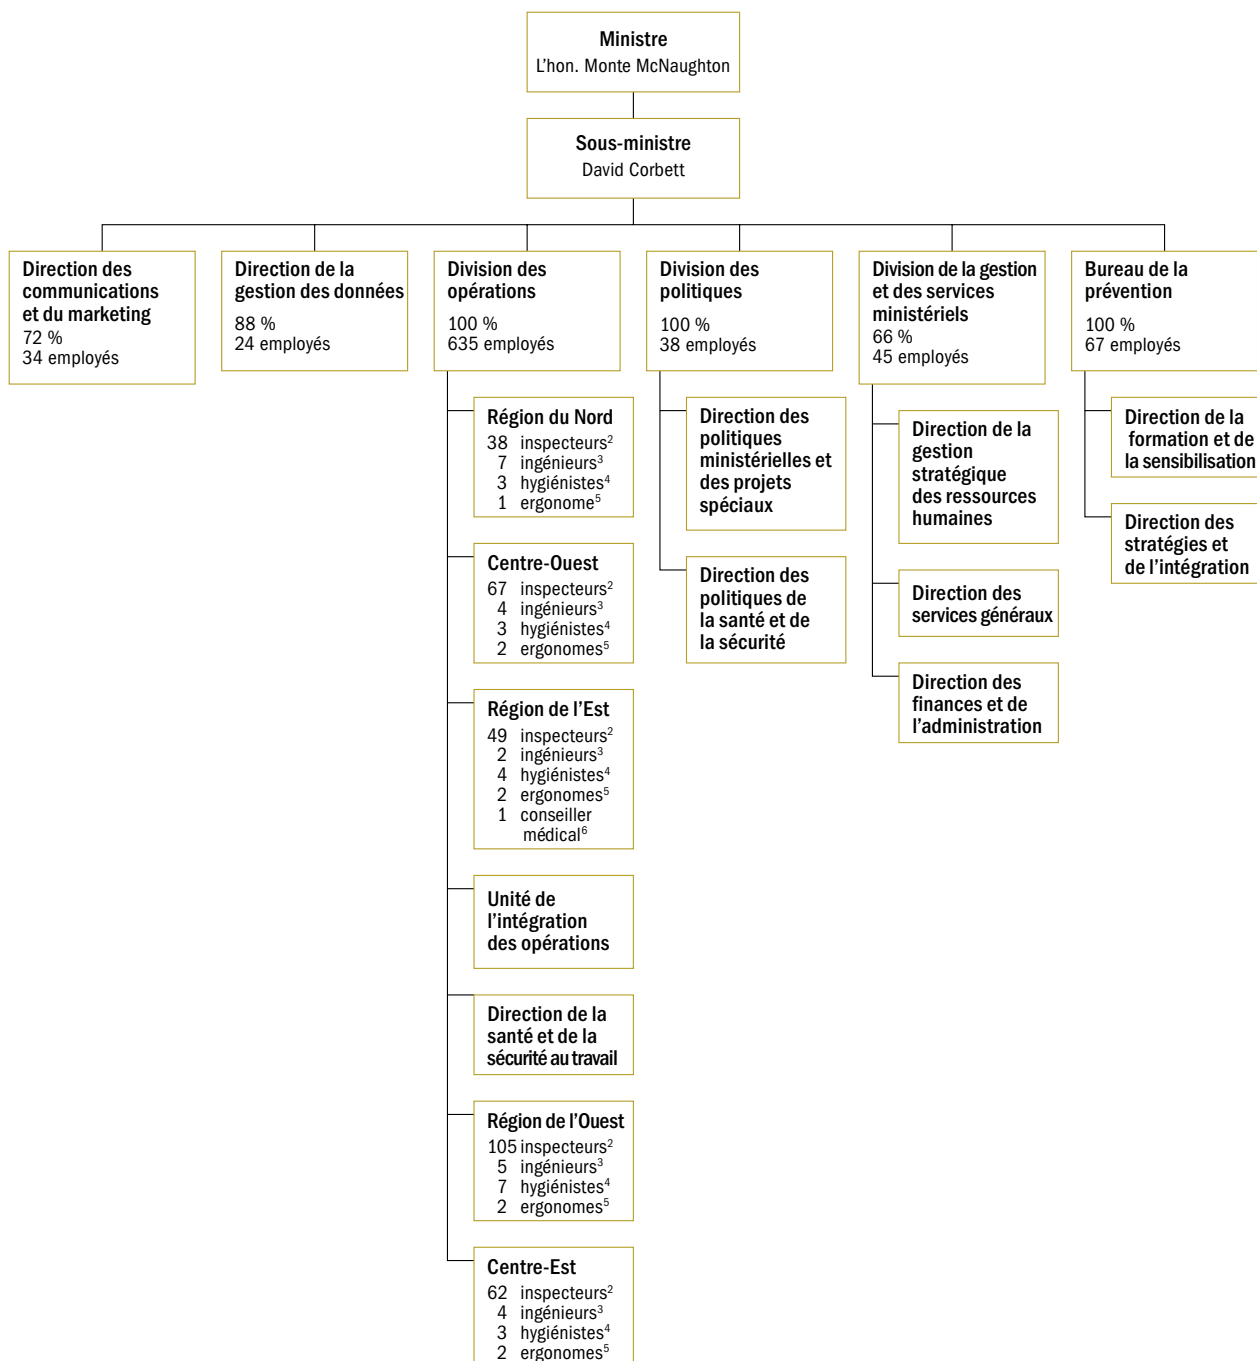 Ministre
L'hon. Monte McNaughton
Sous-ministre
David Corbett
Direction des
communications
et du marketing
72 %
34 employés
Direction de la
gestion des données
88 %
24 employés
Division des
opérations
100 %
635 employés
Division des
politiques
100 %
38 employés
Division de la gestion
et des services
ministériels
66 %
45 employés
Bureau de la
prévention
100 %
67 employés
Région du Nord
38 inspecteurs²
7 ingénieurs³
3 hygiénistes⁴
1 ergonome⁵
Centre-Ouest
67 inspecteurs²
4 ingénieurs³
3 hygiénistes⁴
2 ergonomes⁵
Région de l'Est
49 inspecteurs²
2 ingénieurs³
4 hygiénistes⁴
2 ergonomes⁵
1 conseiller
médical⁶
Unité de
l'intégration
des opérations
Direction de la
santé et de la
sécurité au travail
Région de l'Ouest
105 inspecteurs²
5 ingénieurs³
7 hygiénistes⁴
2 ergonomes⁵
Centre-Est
62 inspecteurs²
4 ingénieurs³
3 hygiénistes⁴
2 ergonomes⁵
Direction des
politiques
ministérielles et
des projets
spéciaux
Direction des
politiques de
la santé et de
la sécurité
Direction de la
gestion
stratégique
des ressources
humaines
Direction des
services généraux
Direction des
finances et de
l'administration
Direction de la
formation et de
la sensibilisation
Direction des
stratégies et
de l'intégration